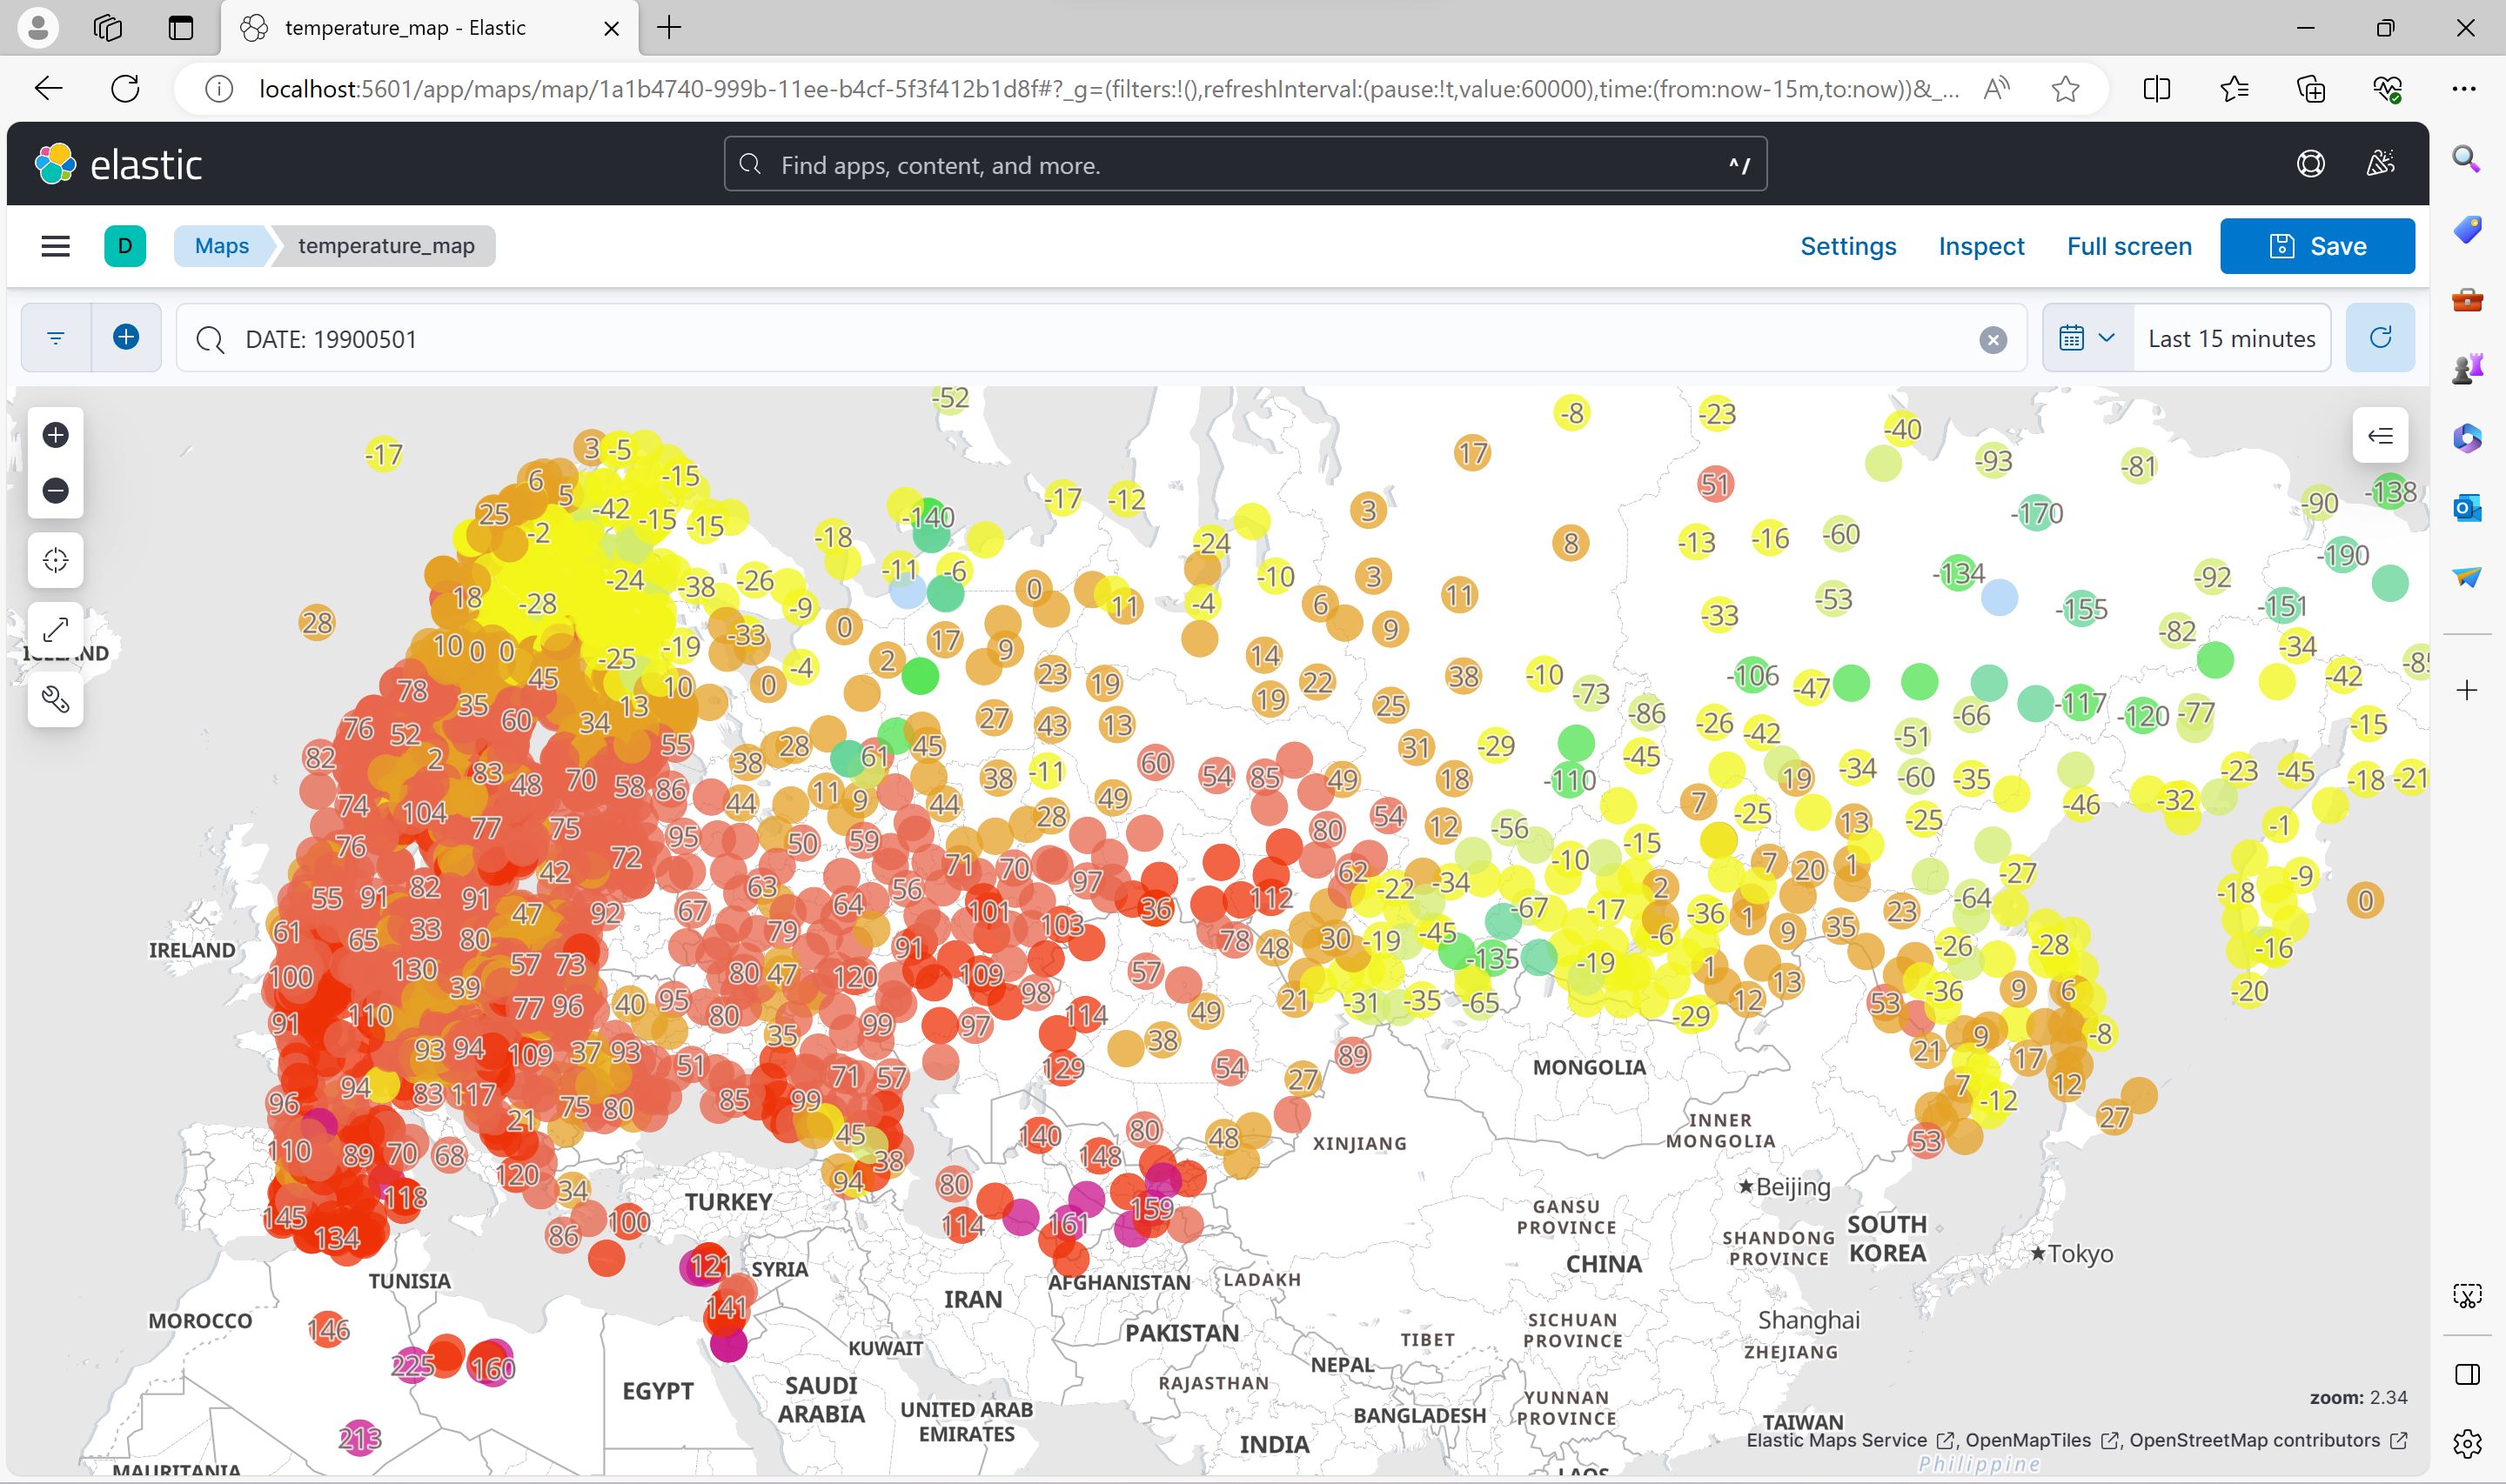 temperature_map - Elastic
localhost:5601/app/maps/map/1a1b4740-999b-11ee-b4cf-5f3f412b1d8f#?_g=(filters:!(),refreshInterval:(pause:!t,value:60000),time:(from:now-15m,to:now))&_...
elastic
Find apps, content, and more.
^ /
D
Maps
temperature_map
Settings
Inspect
Full screen
Save
DATE: 19900501
Last 15 minutes
-52
-8 -23 -40
-17 3 -5 17 -93 -81
6 5 -15 51 -90 -138
25 -42 -15 -15 -140 -17 -12 3 -170
-2 -18 -24 8 -13 -16 -60 -190
-24 -38 -26 -11 -6 -10 3 -134 -92
18 -28 -9 0 11 -4 6 11 -33 -53 -155 -151
28 -33 0 17 9 -82
10 0 0 -25 -19 -4 2 9 14 -34
ICELAND
78 45 10 0 23 19 22 38 -10 -106 -47 -42 -85
35 13 19 25 -73 -86 -66 -117 -120 -77
76 52 60 34 27 43 13 -26 -42 -51 -15
82 2 55 38 28 61 45 31 -29 -45
83 48 70 58 86 38 -11 60 54 85 49 18 -110 19 -34 -60 -35 -23 -45 -18 -21
74 104 44 11 9 44 49 7 -46 -32
77 75 28 54 12 -56 -25 13 -25 -1
76 72 95 50 59 80 -15
42 71 70 97 62 -10 7 20 1 -27 -9
55 91 82 91 63 56 -22 -34 2 -64 -18
47 92 67 64 101 36 112 -67 -17 -36 1 23 0
61 65 33 80 79 91 103 78 48 30 -19 -45 -6 9 35 -26 -28 -16
IRELAND
100 130 39 57 73 80 47 120 109 57 -135 -19 1 13
91 110 77 96 40 95 80 98 49 21 -31 -35 -65 12 -36 9 6 -20
35 99 97 114 38 -29 53 9 -8
93 94 109 37 93 51 129 54 89 21 17
MONGOLIA
96 94 83 117 75 80 85 99 71 57 27 7 -12 12
21 45 140 80 48 27
INNER
MONGOLIA
XINJIANG
110 89 70 68 120 38 148 53
118 34 94 80
Beijing
TURKEY
145 134 86 100 114 161 159
GANSU
PROVINCE
SOUTH
KOREA
SHANDONG
PROVINCE
Tokyo
121
SYRIA
CHINA
TUNISIA
AFGHANISTAN
LADAKH
141
IRAN
MOROCCO
146
PAKISTAN
TIBET
SICHUAN
PROVINCE
Shanghai
KUWAIT
ZHEJIANG
225 160
NEPAL
EGYPT
SAUDI
ARABIA
RAJASTHAN
zoom: 2.34
UNITED ARAB
EMIRATES
BANGLADESH
YUNNAN
PROVINCE
TAIWAN
213
INDIA
Elastic Maps Service , OpenMapTiles , OpenStreetMap contributors
MAURITANIA
LAOS
Philippine